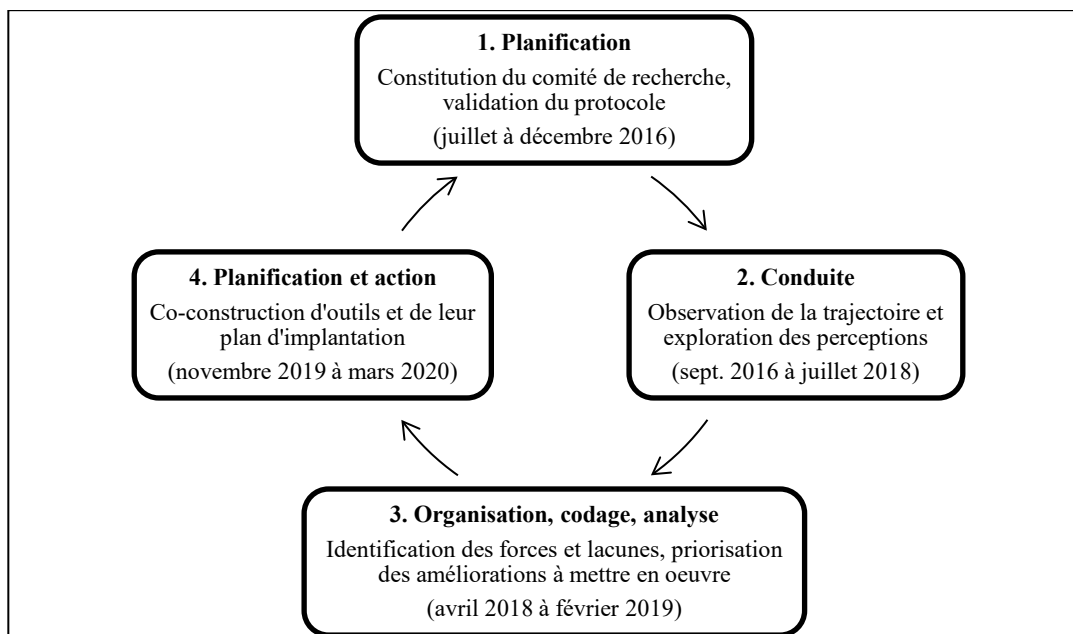 1. Planification
Constitution du comité de recherche,
validation du protocole
(juillet à décembre 2016)
2. Conduite
Observation de la trajectoire et
exploration des perceptions
(sept. 2016 à juillet 2018)
3. Organisation, codage, analyse
Identification des forces et lacunes, priorisation
des améliorations à mettre en oeuvre
(avril 2018 à février 2019)
4. Planification et action
Co-construction d'outils et de leur
plan d'implantation
(novembre 2019 à mars 2020)